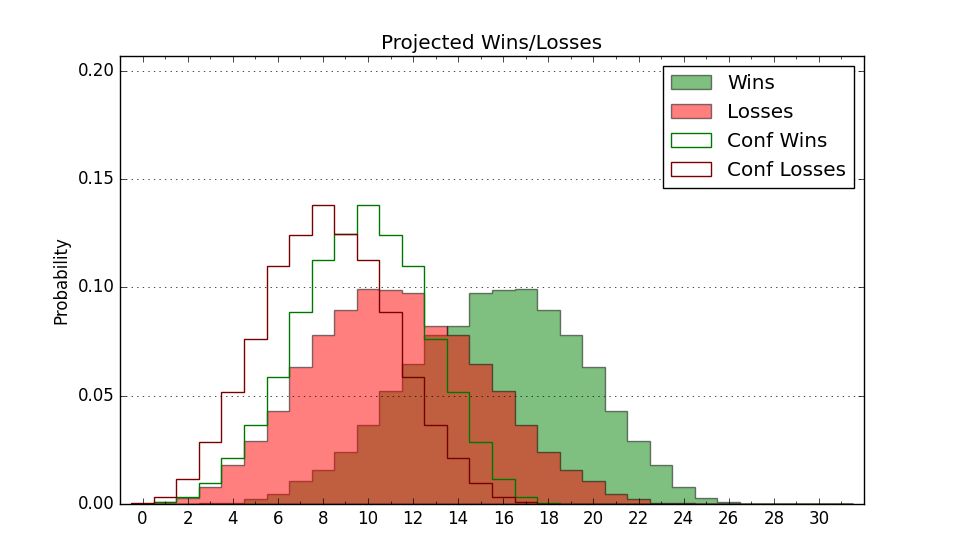 Projected Wins/Losses
0.20
0.15
0.10
0.05
0.00
Probability
Wins
Losses
Conf Wins
Conf Losses
0 2 4 6 8 10 12 14 16 18 20 22 24 26 28 30